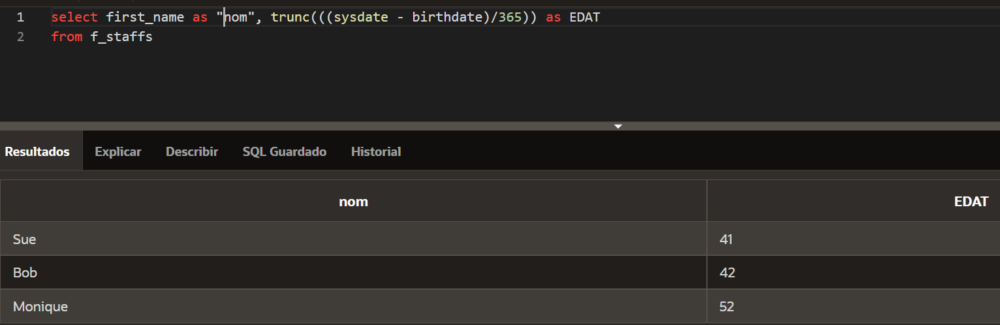 1 select first_name as "nom", trunc(((sysdate - birthdate)/365)) as EDAT
2 from f_staffs
Resultados Explicar Describir SQL Guardado Historial
nom EDAT
Sue 41
Bob 42
Monique 52